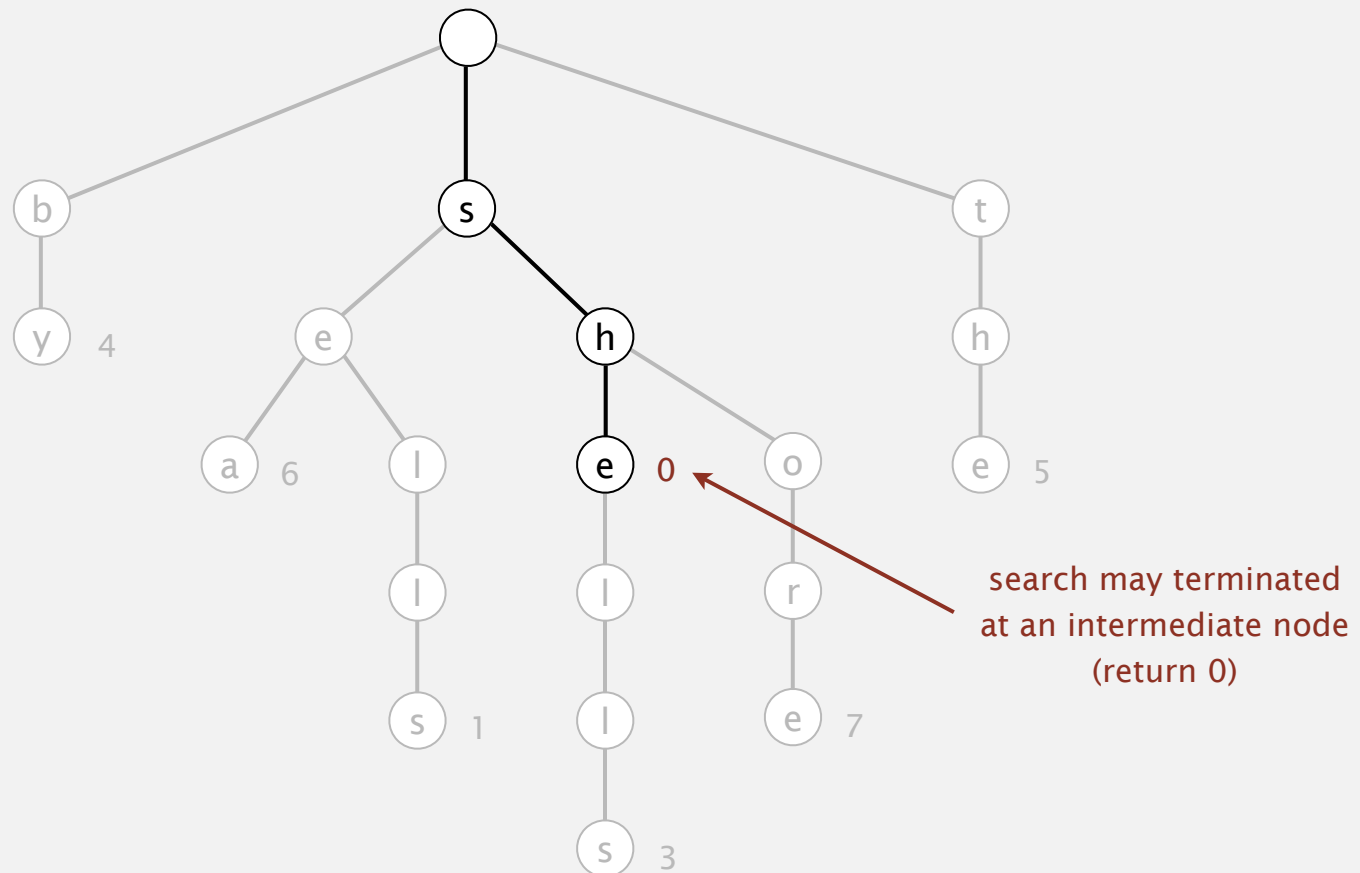 b
s
t
y 4
e
h
h
a 6
l
e 0
o
e 5
l
l
r
search may terminated
at an intermediate node
(return 0)
s 1
l
e 7
s 3